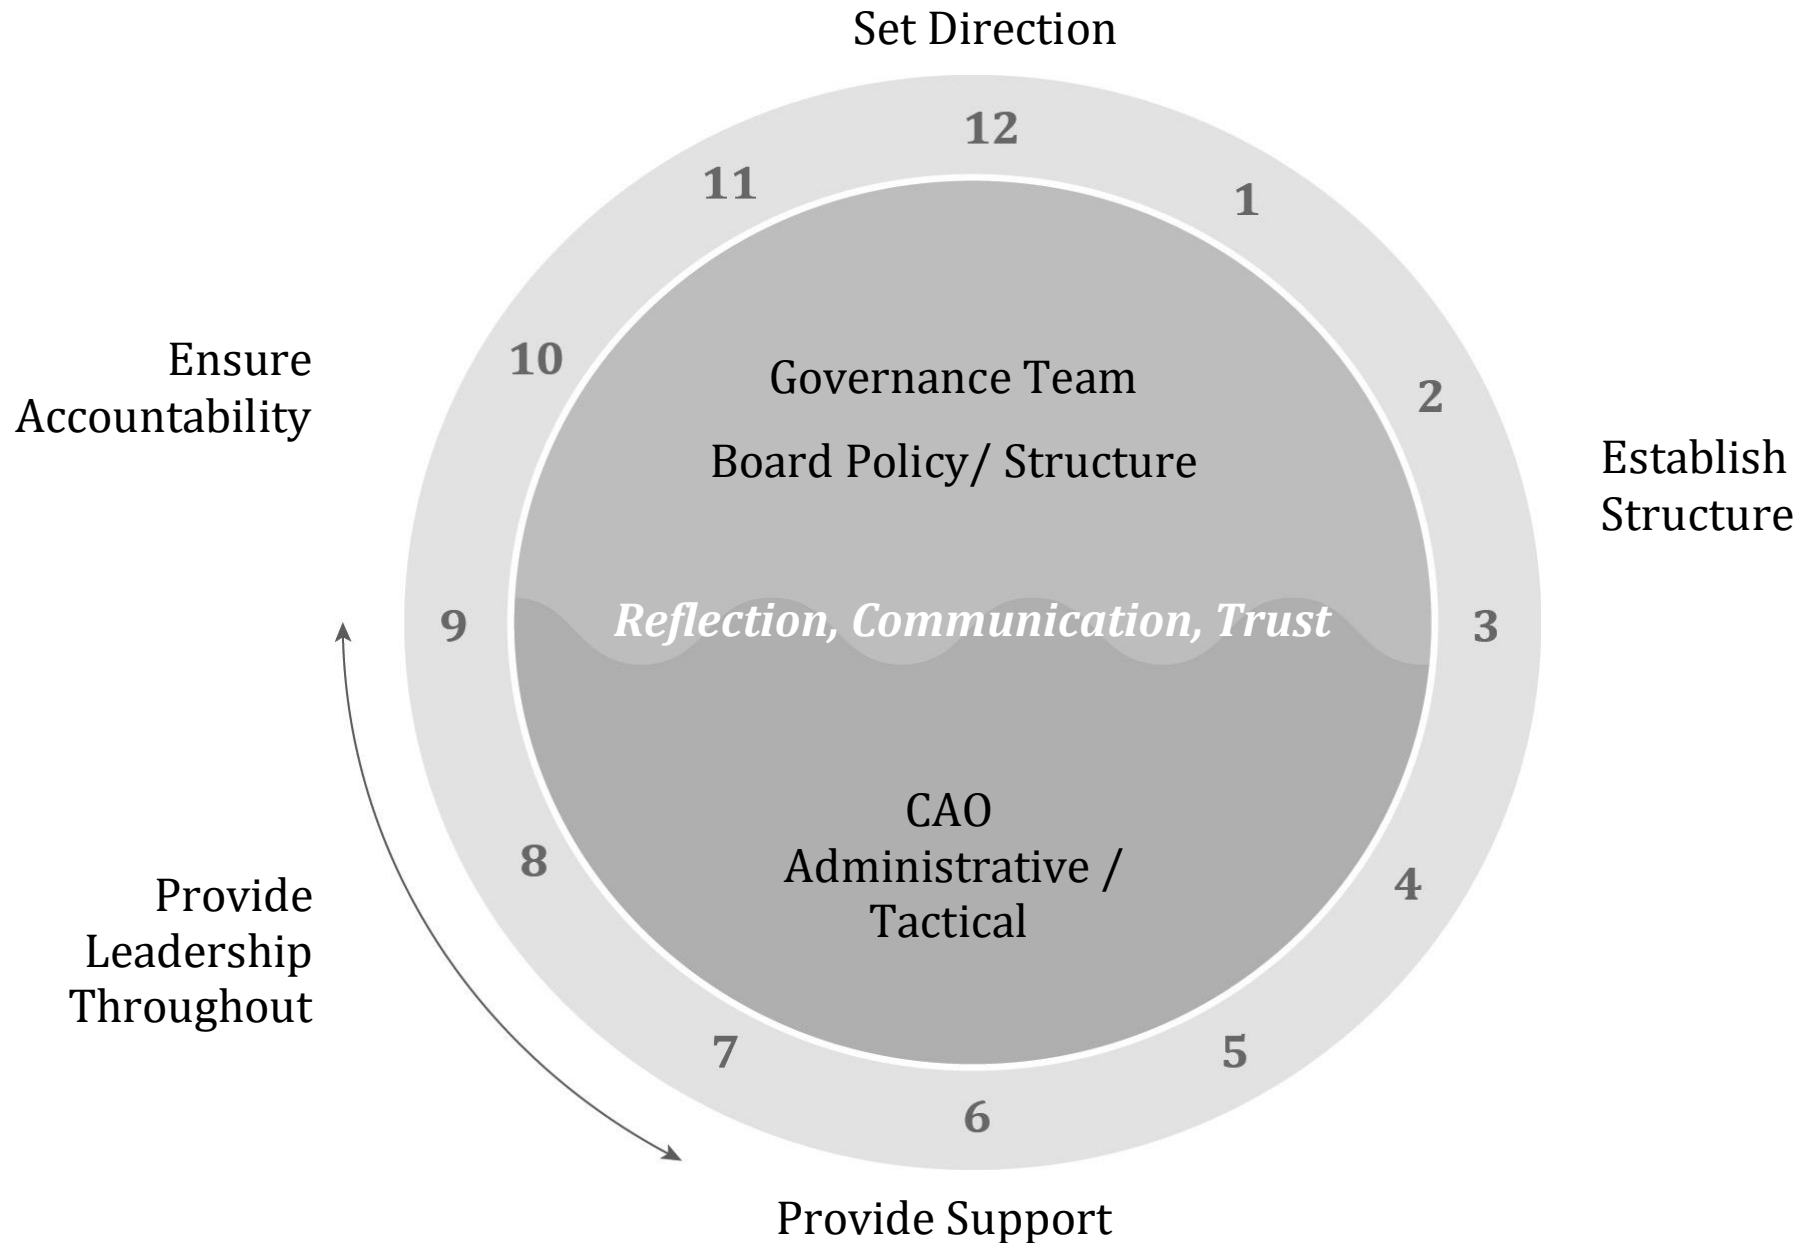 Set Direction
12
11
1
10
2
Ensure
Accountability
Governance Team
Board Policy/ Structure
Establish
Structure
9
Reflection, Communication, Trust
3
8
4
CAO
Administrative /
Tactical
Provide
Leadership
Throughout
7
5
6
Provide Support